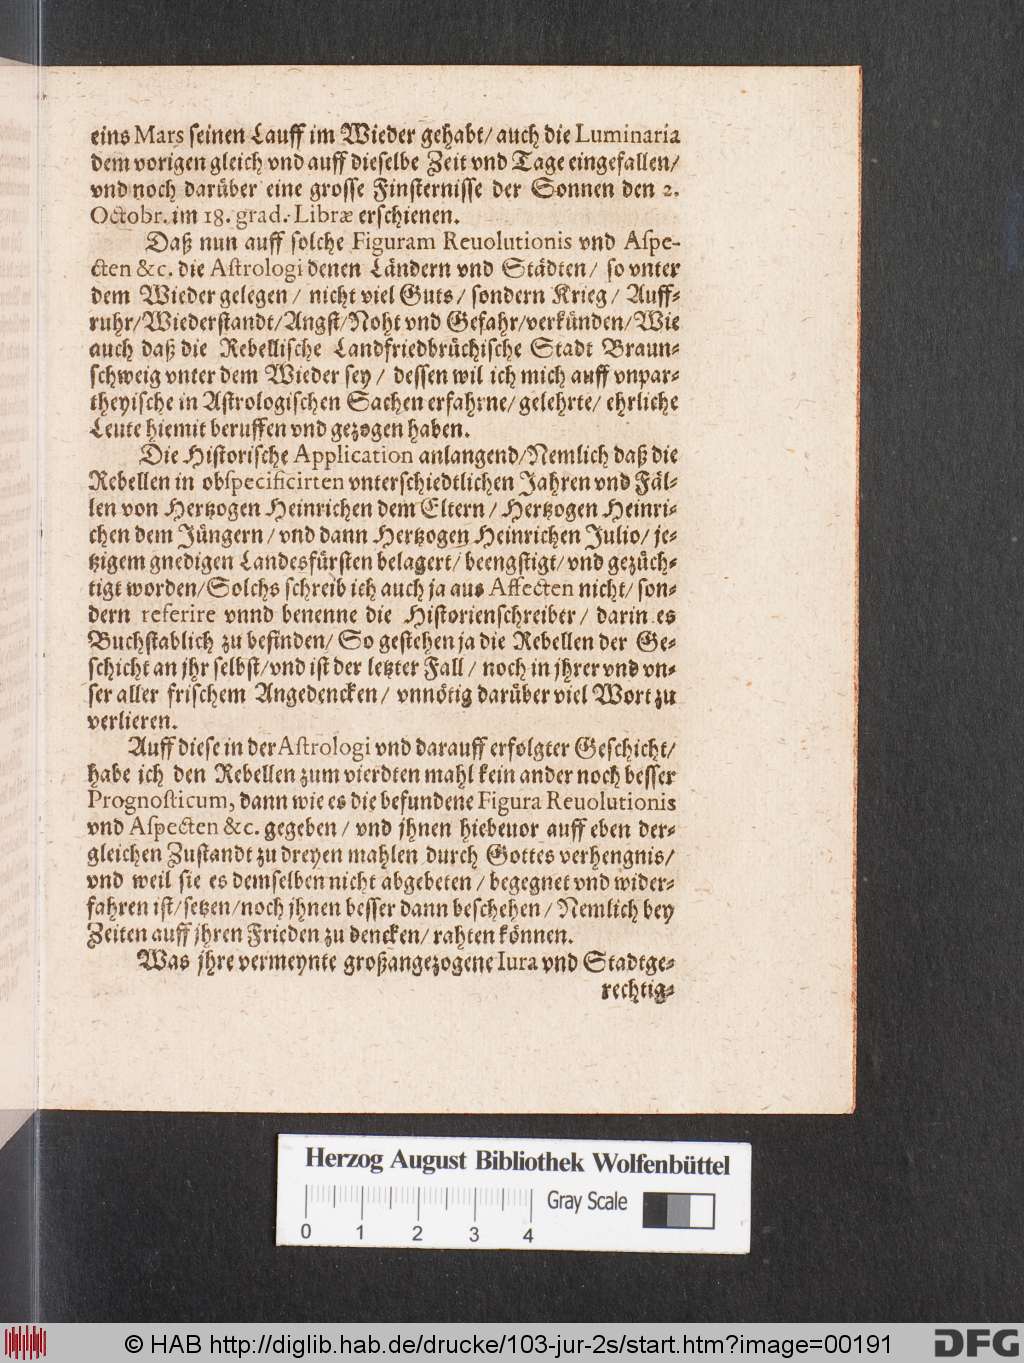 eins Mars ſeinen Lauff im Wieder gehabt/ auch die Luminaria
dem vorigen gleich vnd auff dieſelbe Zeit vnd Tage eingefallen/
vnd noch darüber eine groſſe Finſterniſſe der Sonnen den 2.
Octobr. im 18. grad. Libræ erſchienen.
Daß nun auff ſolche Figuram Reuolutionis vnd Aſpe-
cten &c. die Aſtrologi denen Ländern vnd Städten/ ſo vnter
dem Wieder gelegen/ nicht viel Guts/ ſondern Krieg/ Auff-
ruhr/Wiederſtandt/Angſt/Noht vnd Gefahr/verkünden/Wie
auch daß die Rebelliſche Landfriedbrüchiſche Stadt Braun-
ſchweig vnter dem Wieder ſey/ deſſen wil ich mich auff vnpar-
theyiſche in Aſtrologiſchen Sachen erfahrne/ gelehrte/ ehrliche
Leute hiemit beruffen vnd gezogen haben.
Die Hiſtoriſche Application anlangend/Nemlich daß die
Rebellen in obſpecificirten vnterſchiedtlichen Jahren vnd Fäl-
len von Hertzogen Heinrichen dem Eltern/ Hertzogen Heinri-
chen dem Jüngern/ vnd dann Hertzogen Heinrichen Julio/ je-
tzigem gnedigen Landesfürſten belagert/ beengſtigt/ vnd gezüch-
tigt worden/Solchs ſchreib ich auch ja aus Affecten nicht/ ſon-
dern referire vnnd benenne die Hiſtorienſchreiber/ darin es
Buchſtablich zu befinden/ So geſtehen ja die Rebellen der Ge-
ſchicht an jhr ſelbſt/vnd iſt der letzter Fall/ noch in jhrer vnd vn-
ſer aller friſchem Angedencken/ vnnötig darüber viel Wort zu
verlieren.
Auff dieſe in der Aſtrologi vnd darauff erfolgter Geſchicht/
habe ich den Rebellen zum vierdten mahl kein ander noch beſſer
Prognoſticum, dann wie es die befundene Figura Reuolutionis
vnd Aſpecten &c. gegeben/ vnd jhnen hiebeuor auff eben der-
gleichen Zuſtandt zu dreyen mahlen durch Gottes verhengnis/
vnd weil ſie es demſelben nicht abgebeten/ begegnet vnd wider-
fahren iſt/ſetzen/noch jhnen beſſer dann beſchehen/ Nemlich bey
Zeiten auff jhren Frieden zu dencken/ rahten können.
Was jhre vermeynte großangezogene Iura vnd Stadtge-
rechtig-
Herzog August Bibliothek Wolfenbüttel
Gray Scale
0 1 2 3 4
© HAB http://diglib.hab.de/drucke/103-jur-2s/start.htm?image=00191
DFG